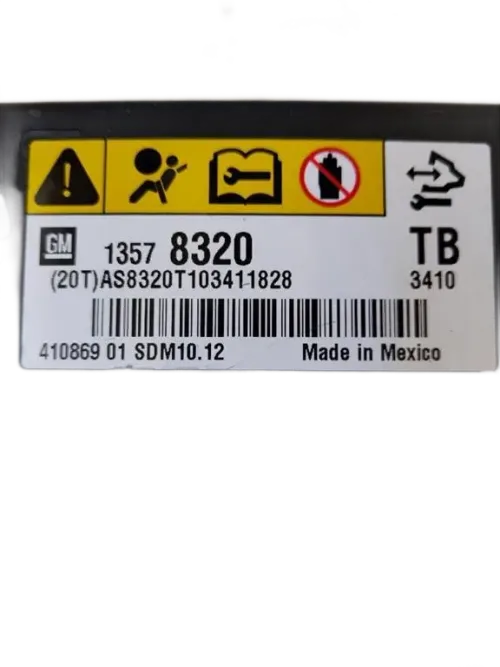 GM 1357 8320 TB
(20T)AS8320T103411828 3410
410869 01 SDM10.12 Made in Mexico